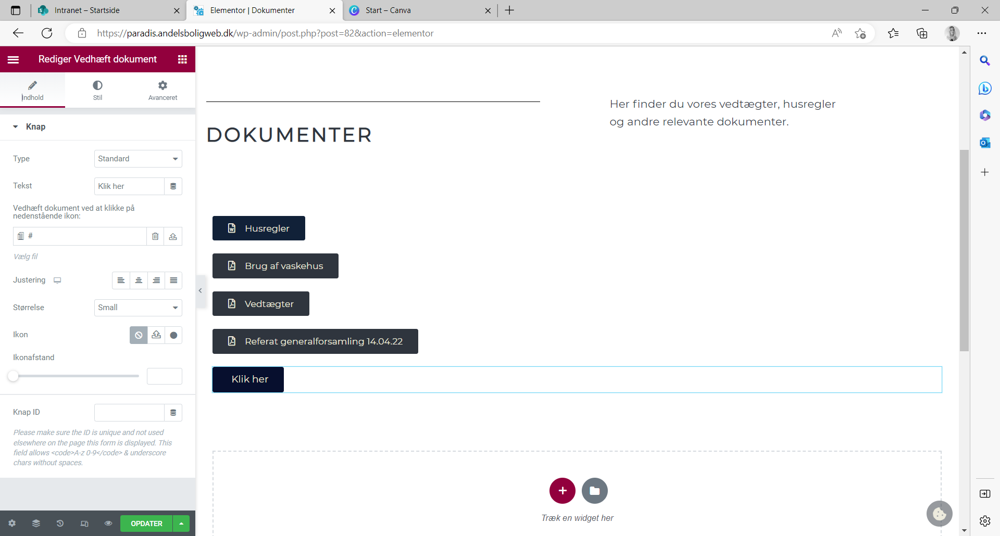 Intranet – Startside
Elementor | Dokumenter
Start – Canva
https://paradis.andelsboligweb.dk/wp-admin/post.php?post=82&action=elementor
Rediger Vedhæft dokument
Indhold
Stil
Avanceret
Knap
Type
Standard
Tekst
Klik her
Vedhæft dokument ved at klikke på
nedenstående ikon:
#
Vælg fil
Justering
Størrelse
Small
Ikon
Ikonafstand
Knap ID
Please make sure the ID is unique and not used
elsewhere on the page this form is displayed. This
field allows <code>A-z 0-9</code> & underscore
chars without spaces.
OPDATER
DOKUMENTER
Her finder du vores vedtægter, husregler
og andre relevante dokumenter.
Husregler
Brug af vaskehus
Vedtægter
Referat generalforsamling 14.04.22
Klik her
Træk en widget her